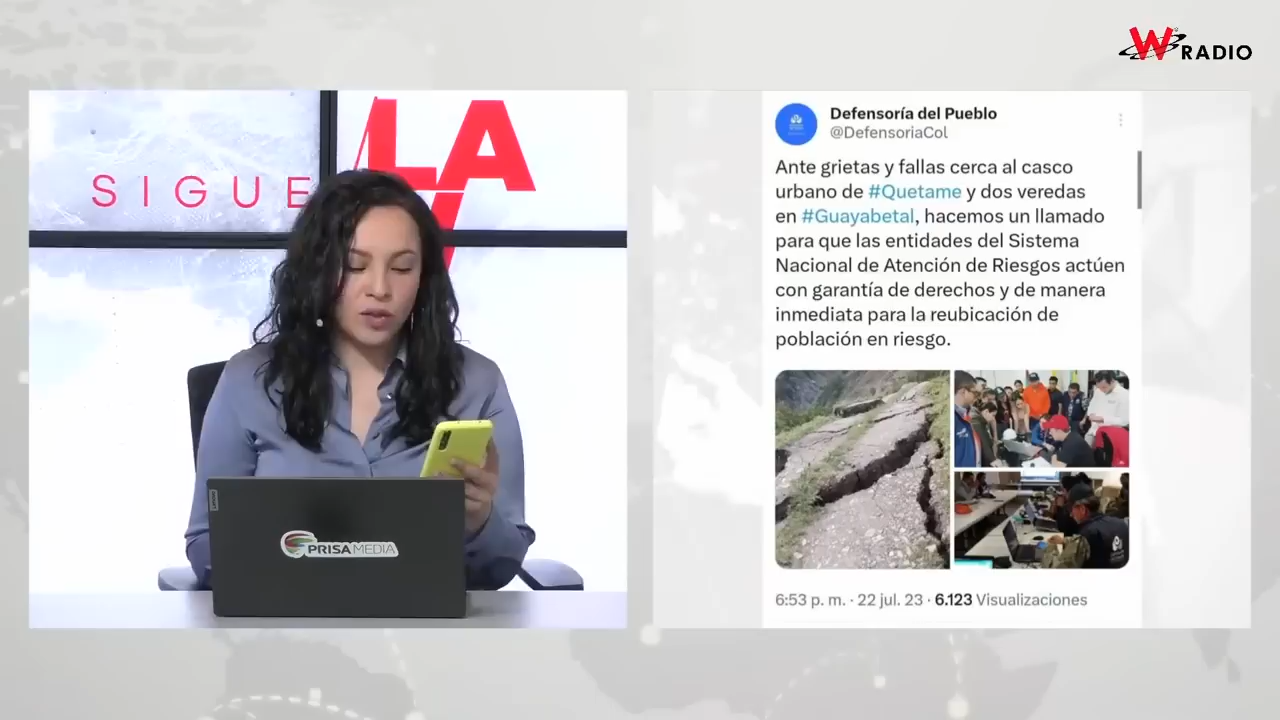 W RADIO
SIGUE LA
Defensoría del Pueblo
@DefensoriaCol
Ante grietas y fallas cerca al casco
urbano de #Quetame y dos veredas
en #Guayabetal, hacemos un llamado
para que las entidades del Sistema
Nacional de Atención de Riesgos actúen
con garantía de derechos y de manera
inmediata para la reubicación de
población en riesgo.
6:53 p. m. · 22 jul. 23 · 6.123 Visualizaciones
Lenovo
PRISA MEDIA